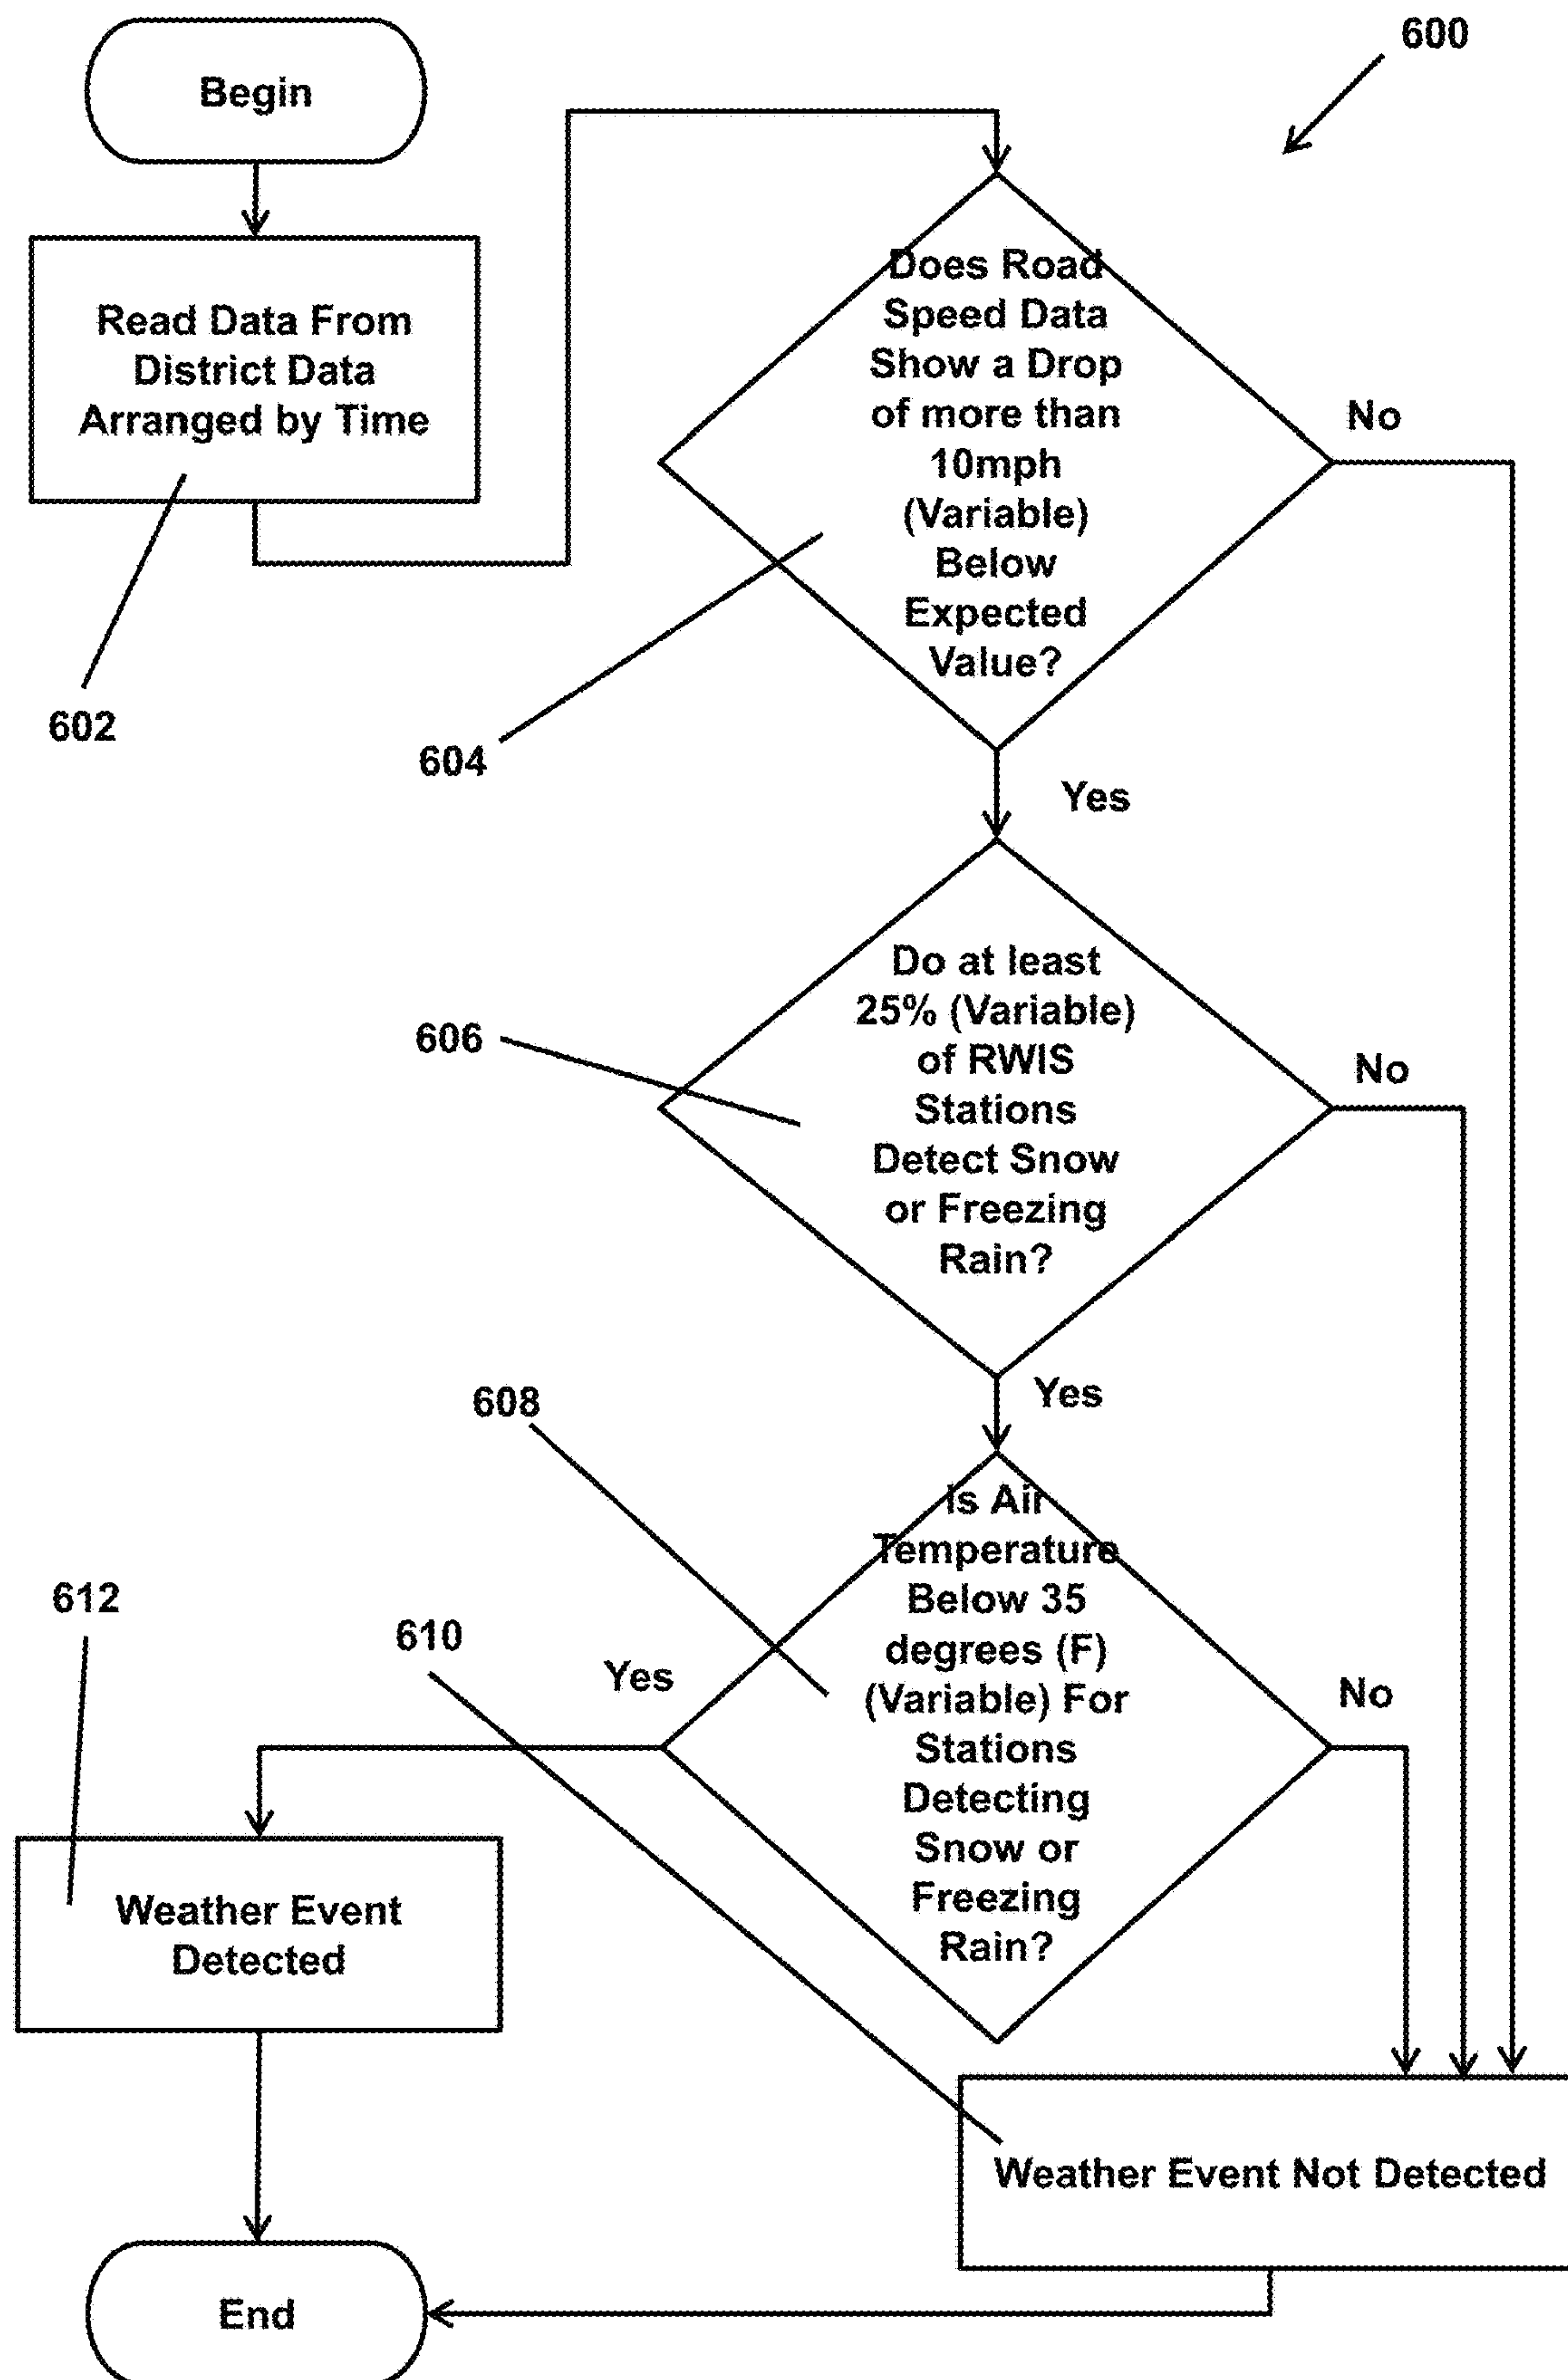 600
Begin
Read Data From
District Data
Arranged by Time
602
Does Road
Speed Data
Show a Drop
of more than
10mph
(Variable)
Below
Expected
Value?
No
604
Yes
Do at least
25% (Variable)
of RWIS
Stations
Detect Snow
or Freezing
Rain?
606
No
Yes
608
Is Air
Temperature
Below 35
degrees (F)
(Variable) For
Stations
Detecting
Snow or
Freezing
Rain?
612
610
Yes
No
Weather Event
Detected
Weather Event Not Detected
End